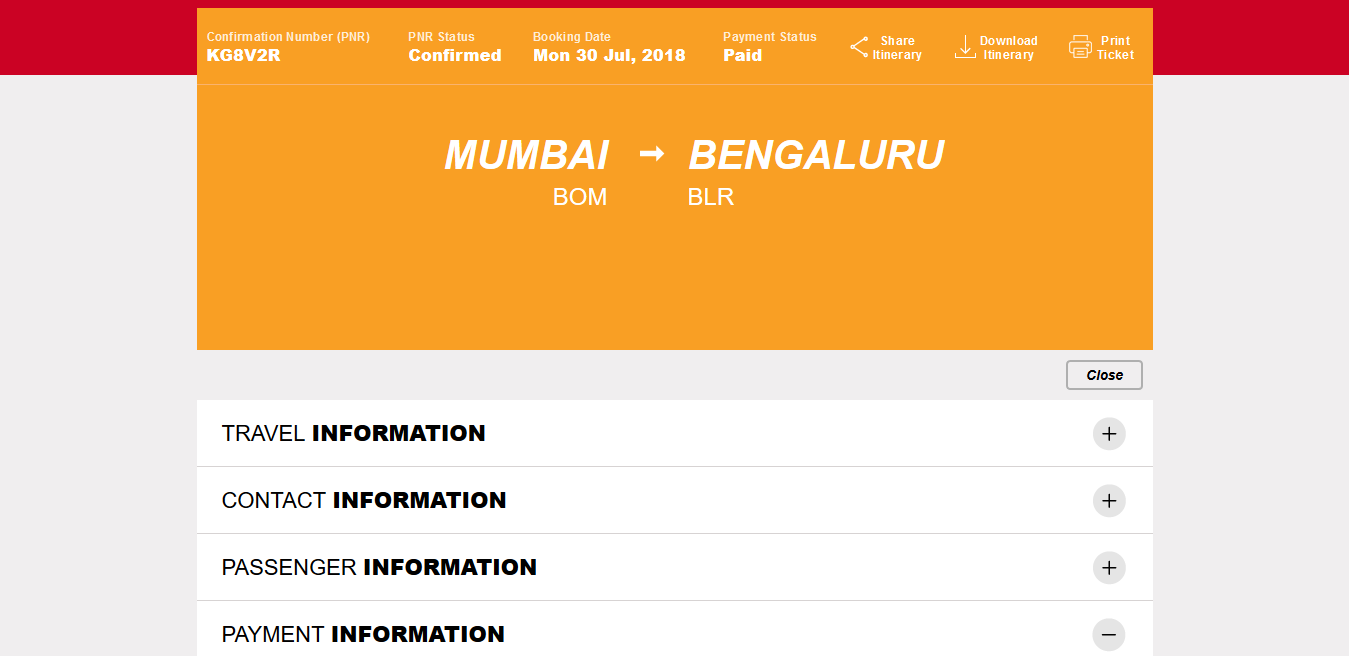 Confirmation Number (PNR) PNR Status Booking Date Payment Status Share Itinerary Download Itinerary Print Ticket
KG8V2R Confirmed Mon 30 Jul, 2018 Paid
MUMBAI BENGALURU
BOM BLR
Close
TRAVEL INFORMATION
CONTACT INFORMATION
PASSENGER INFORMATION
PAYMENT INFORMATION